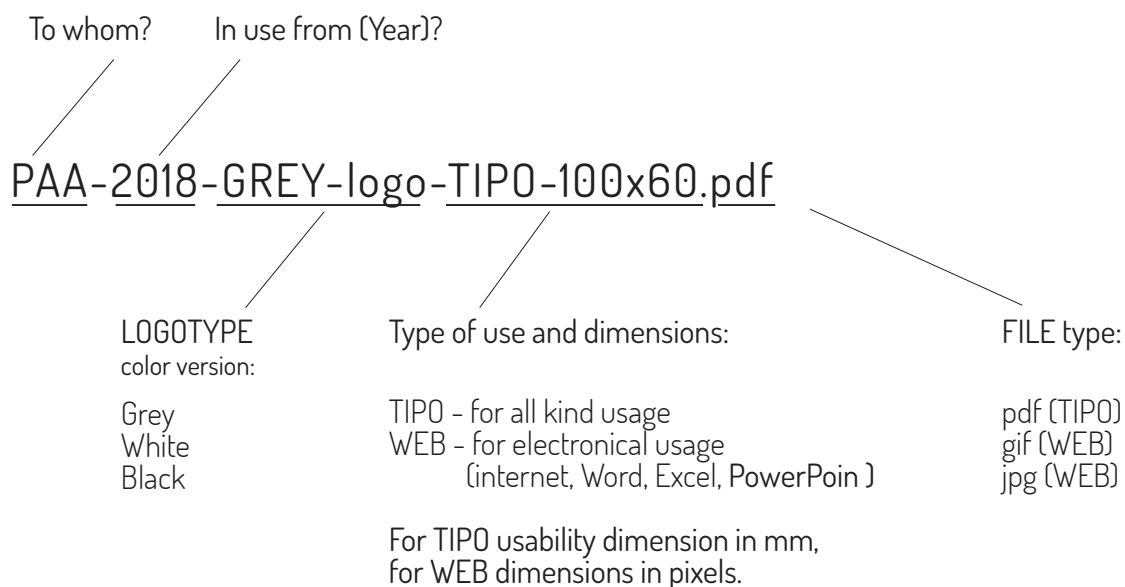 To whom?
In use from (Year)?
PAA-2018-GREY-logo-TIPO-100x60.pdf
LOGOTYPE
color version:
Grey
White
Black
Type of use and dimensions:
TIPO - for all kind usage
WEB - for electronical usage
(internet, Word, Excel, PowerPoin )
For TIPO usability dimension in mm,
for WEB dimensions in pixels.
FILE type:
pdf (TIPO)
gif (WEB)
jpg (WEB)